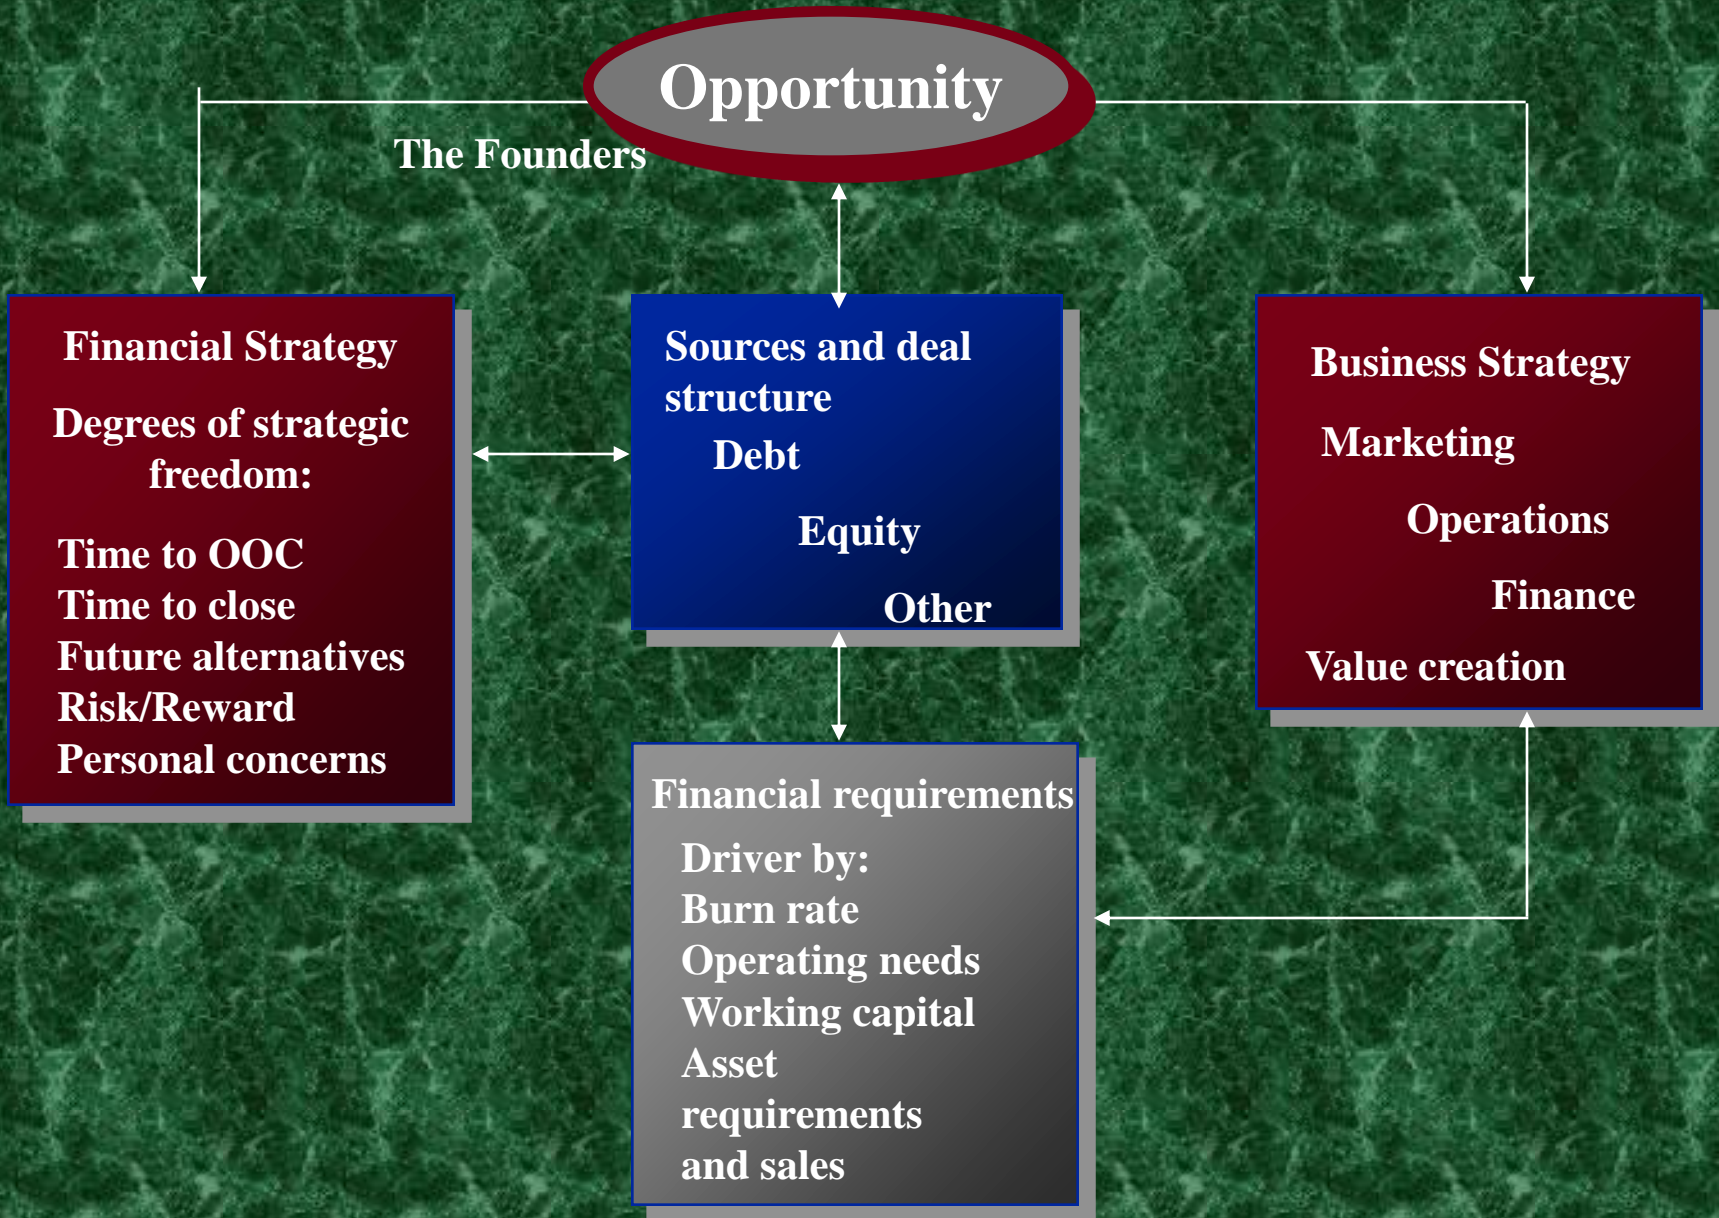 Opportunity
The Founders
Financial Strategy
Degrees of strategic
freedom:
Time to OOC
Time to close
Future alternatives
Risk/Reward
Personal concerns
Sources and deal
structure
Debt
Equity
Other
Business Strategy
Marketing
Operations
Finance
Value creation
Financial requirements
Driver by:
Burn rate
Operating needs
Working capital
Asset
requirements
and sales